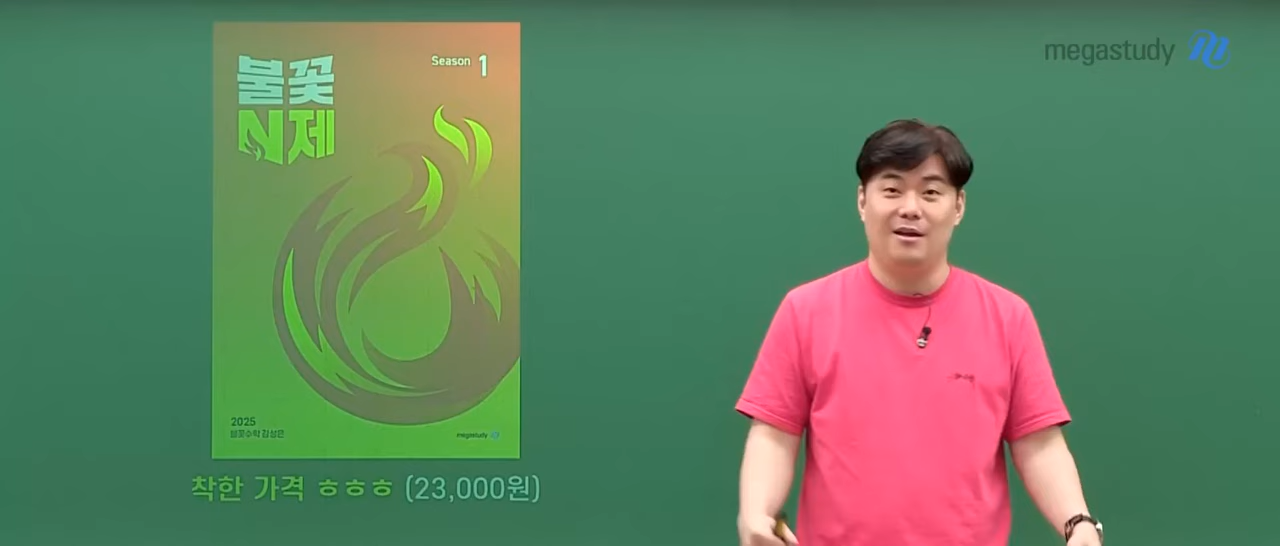 불꽃
N제
Season 1
2025
불꽃수학 김성은
megastudy
착한 가격 ㅎㅎㅎ (23,000원)
megastudy